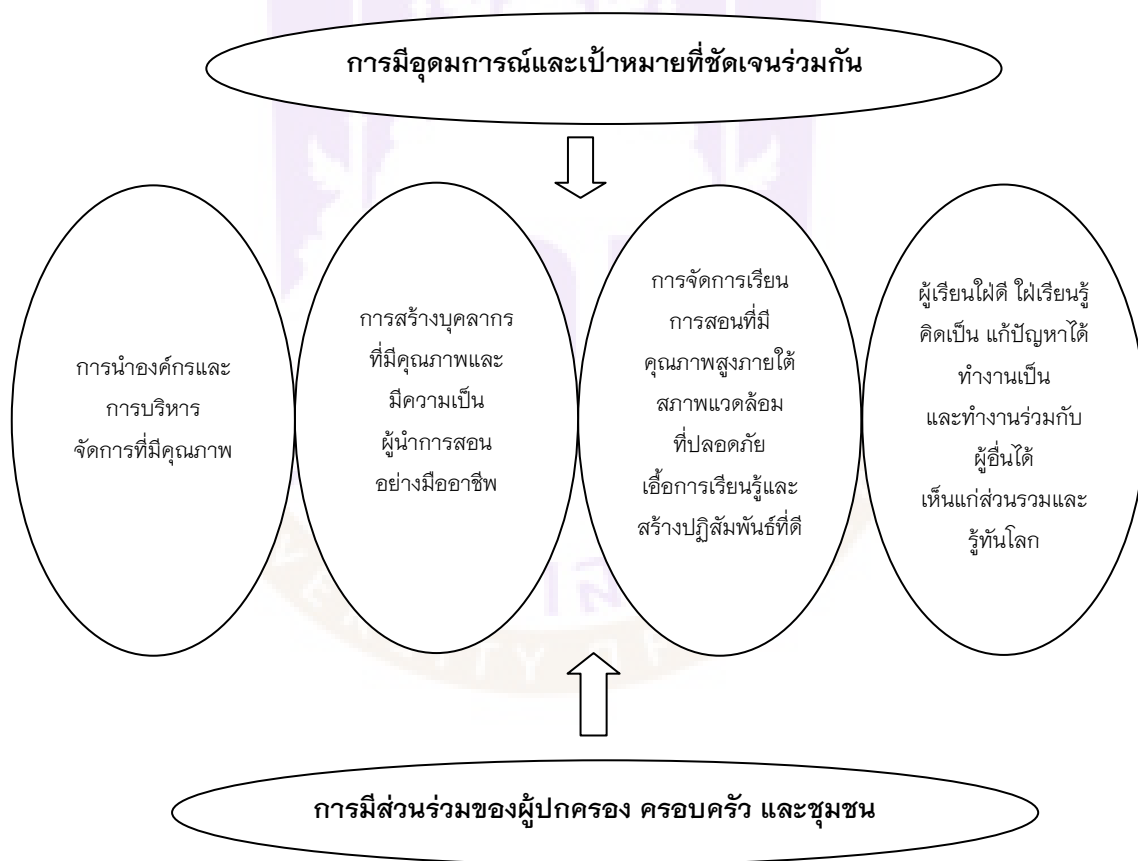 การมีอุดมการณ์และเป้าหมายที่ชัดเจนร่วมกัน
การนำองค์กรและ
การบริหาร
จัดการที่มีคุณภาพ
การสร้างบุคลากร
ที่มีคุณภาพและ
มีความเป็น
ผู้นำการสอน
อย่างมืออาชีพ
การจัดการเรียน
การสอนที่มี
คุณภาพสูงภายใต้
สภาพแวดล้อม
ที่ปลอดภัย
เอื้อการเรียนรู้และ
สร้างปฏิสัมพันธ์ที่ดี
ผู้เรียนใฝ่ดี ใฝ่เรียนรู้
คิดเป็น แก้ปัญหาได้
ทำงานเป็น
และทำงานร่วมกับ
ผู้อื่นได้
เห็นแก่ส่วนรวมและ
รู้ทันโลก
การมีส่วนร่วมของผู้ปกครอง ครอบครัว และชุมชน